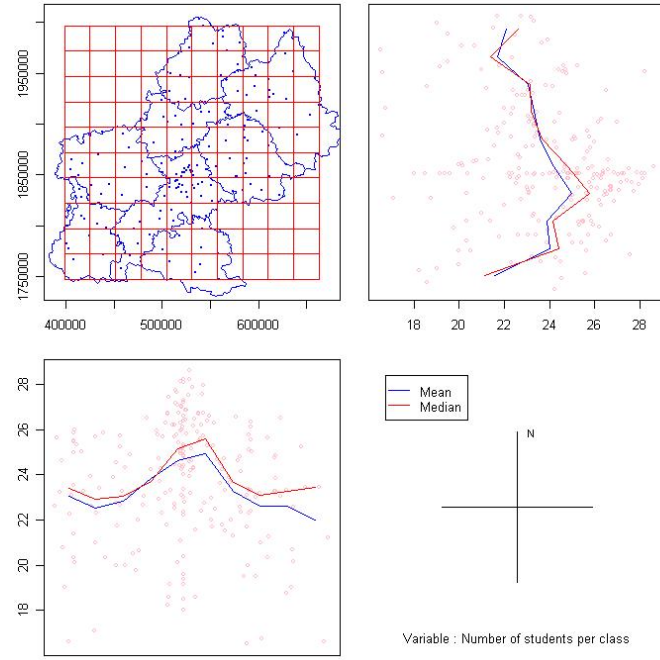 1950000
1850000
1750000
400000 500000 600000
18 20 22 24 26 28
28
26
24
22
20
18
Mean
Median
N
Variable : Number of students per class